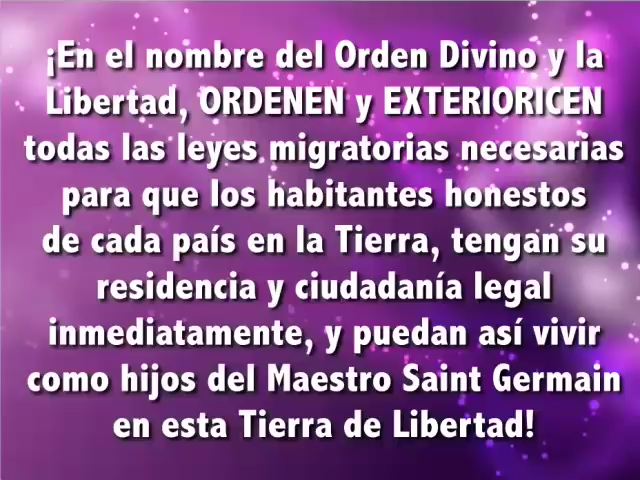 ¡En el nombre del Orden Divino y la
Libertad, ORDENEN y EXTERIORICEN
todas las leyes migratorias necesarias
para que los habitantes honestos
de cada país en la Tierra, tengan su
residencia y ciudadanía legal
inmediatamente, y puedan así vivir
como hijos del Maestro Saint Germain
en esta Tierra de Libertad!